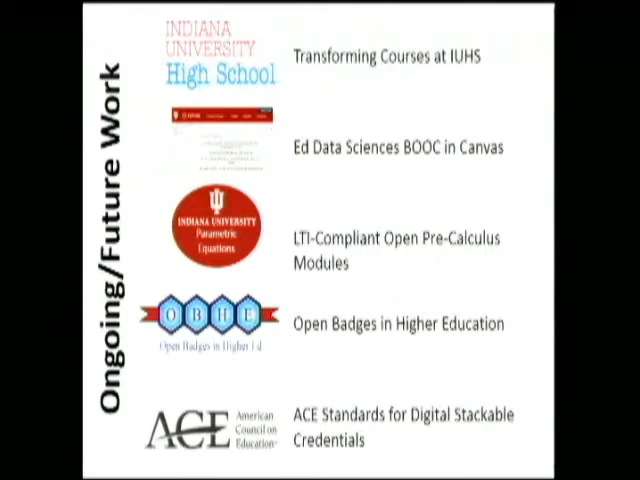 Ongoing/Future Work
INDIANA
UNIVERSITY
High School
Transforming Courses at IUHS
Ed Data Sciences BOOC in Canvas
INDIANA UNIVERSITY
Parametric
Equations
LTI-Compliant Open Pre-Calculus
Modules
OBHE
Open Badges in Higher Ed
Open Badges in Higher Education
ACE
American
Council on
Education
ACE Standards for Digital Stackable
Credentials